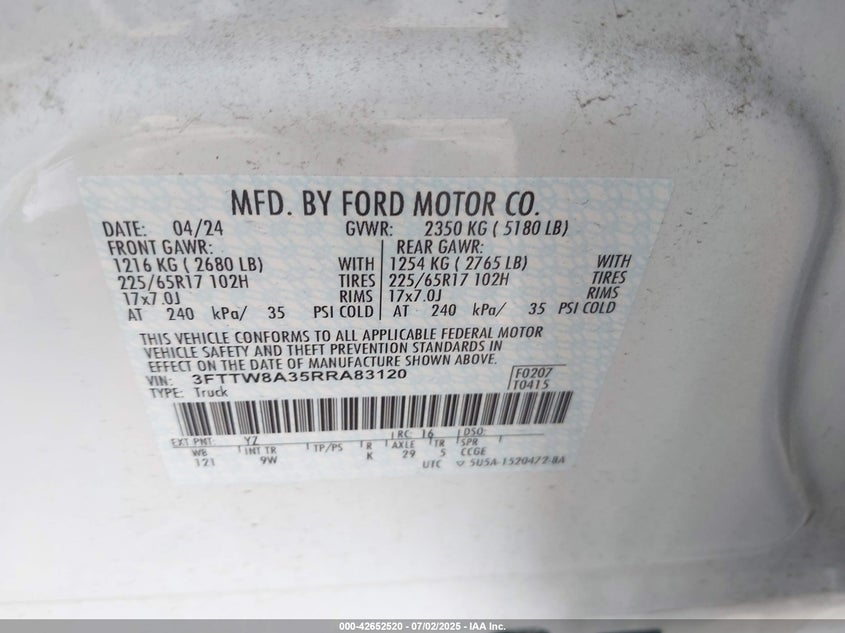 MFD. BY FORD MOTOR CO.
DATE: 04/24 GVWR: 2350 KG ( 5180 LB)
FRONT GAWR: REAR GAWR:
1216 KG ( 2680 LB) WITH 1254 KG ( 2765 LB) WITH
225/65R17 102H TIRES 225/65R17 102H TIRES
17x7.0J RIMS 17x7.0J RIMS
AT 240 kPa/ 35 PSI COLD AT 240 kPa/ 35 PSI COLD
THIS VEHICLE CONFORMS TO ALL APPLICABLE FEDERAL MOTOR
VEHICLE SAFETY AND THEFT PREVENTION STANDARDS IN
EFFECT ON THE DATE OF MANUFACTURE SHOWN ABOVE.
VIN: 3FTTW8A35RRA83120 F0207
TYPE: Truck T0415
EXT PNT: YZ RC: 16 DSO:
WB INT TR TP/PS R AXLE TR SPR
121 9W K 29 5 CCGE
UTC 5U5A-1520472-BA
000-42652520 - 07/02/2025 - IAA Inc.